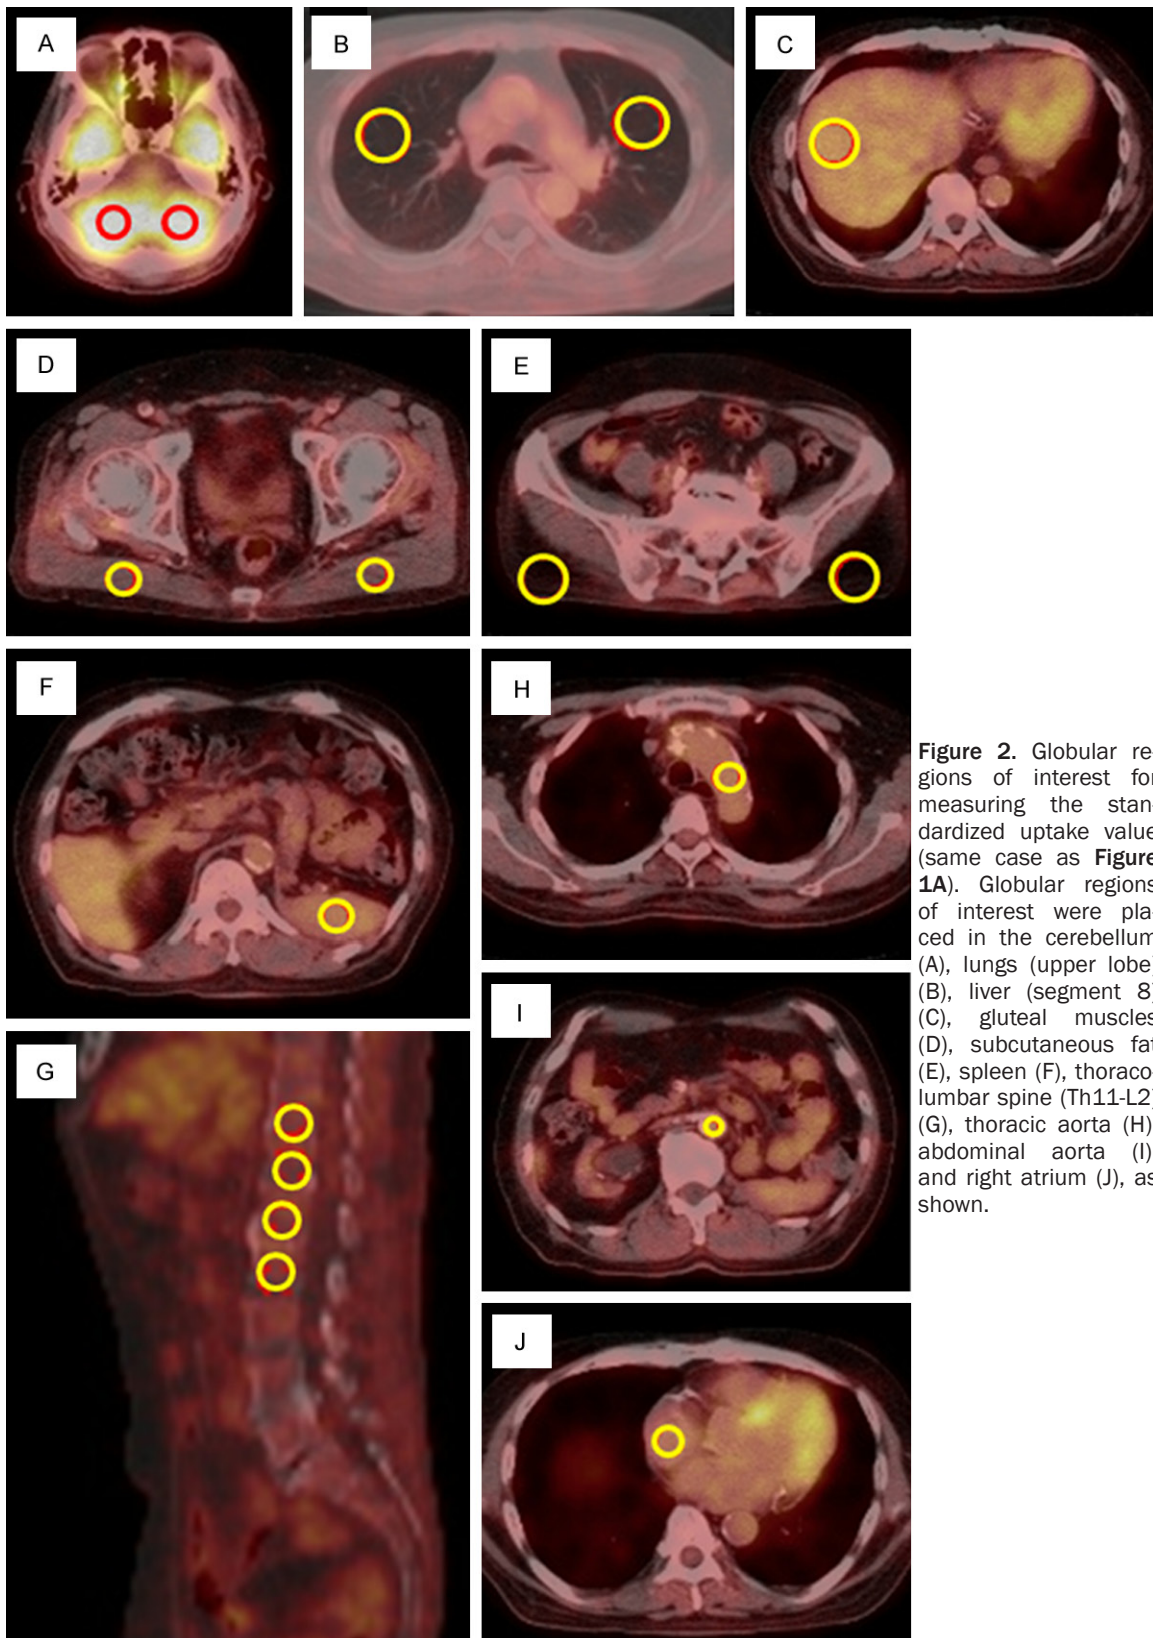 A
B
C
D
E
F
H
Figure 2. Globular re-
gions of interest for
measuring the stan-
dardized uptake value
(same case as Figure
1A). Globular regions
of interest were pla-
ced in the cerebellum
(A), lungs (upper lobe)
(B), liver (segment 8)
(C), gluteal muscles
(D), subcutaneous fat
(E), spleen (F), thoraco-
lumbar spine (Th11-L2)
(G), thoracic aorta (H),
abdominal aorta (I),
and right atrium (J), as
shown.
I
G
J